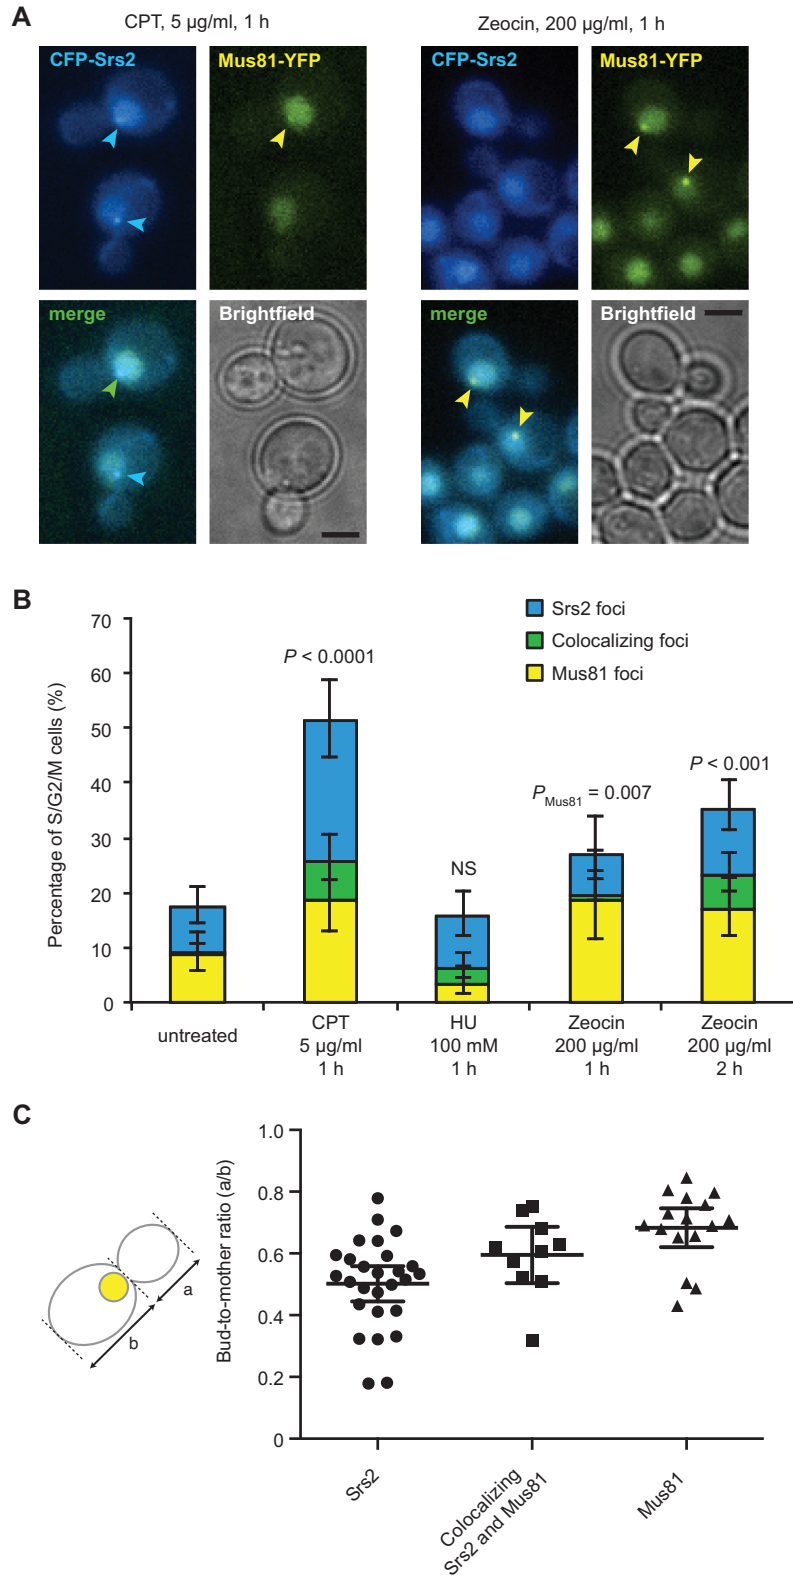 A
CPT, 5 µg/ml, 1 h
Zeocin, 200 µg/ml, 1 h
CFP-Srs2
Mus81-YFP
CFP-Srs2
Mus81-YFP
merge
Brightfield
merge
Brightfield
B
Percentage of S/G2/M cells (%)
70
60
50
40
30
20
10
0
Srs2 foci
Colocalizing foci
Mus81 foci
P < 0.0001
NS
PMus81 = 0.007
P < 0.001
untreated
CPT
5 µg/ml
1 h
HU
100 mM
1 h
Zeocin
200 µg/ml
1 h
Zeocin
200 µg/ml
2 h
C
a
b
Bud-to-mother ratio (a/b)
1.0
0.8
0.6
0.4
0.2
0
Srs2
Colocalizing
Srs2 and Mus81
Mus81